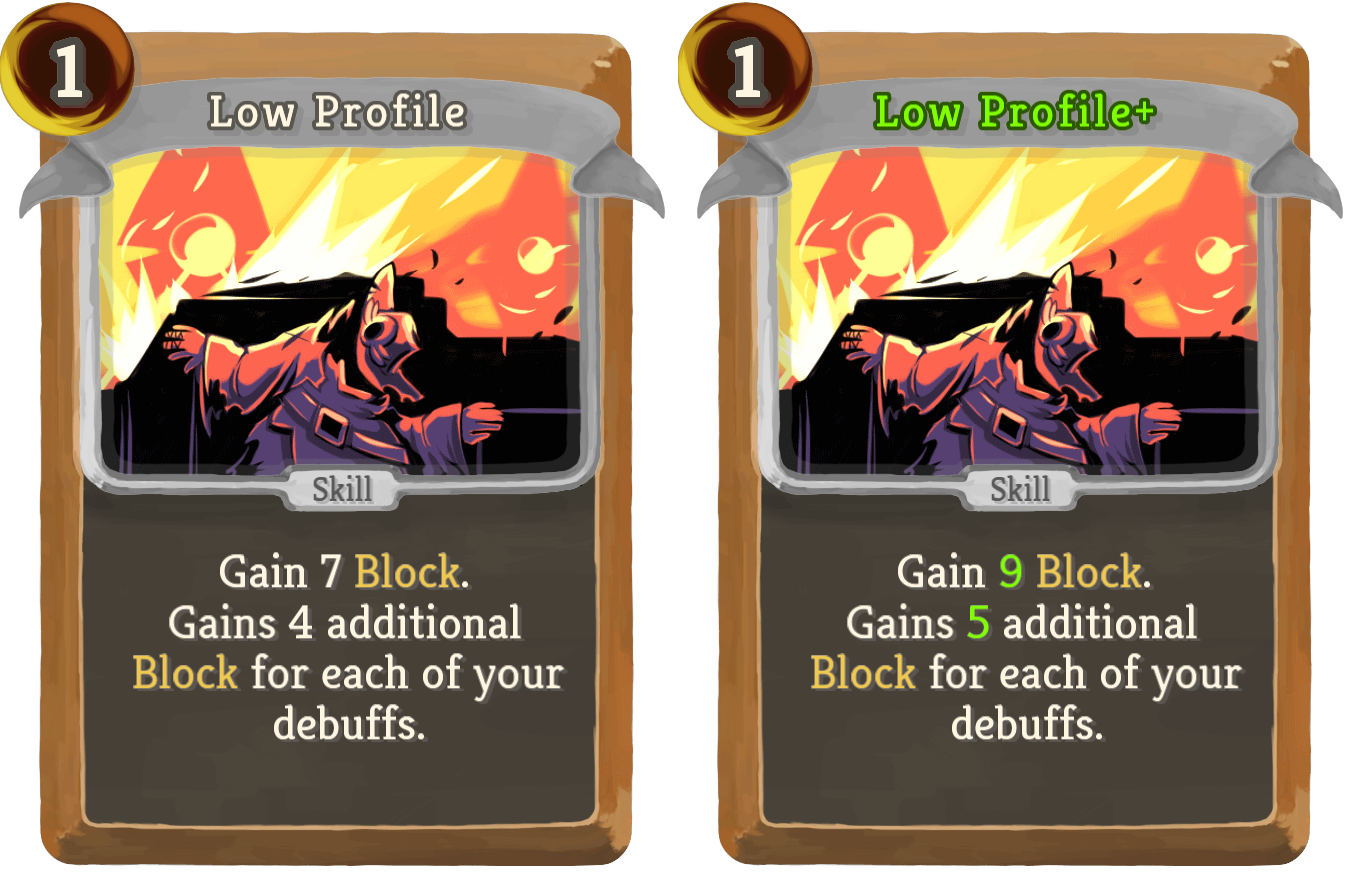 1
Low Profile
Skill
Gain 7 Block.
Gains 4 additional
Block for each of your
debuffs.
1
Low Profile+
Skill
Gain 9 Block.
Gains 5 additional
Block for each of your
debuffs.